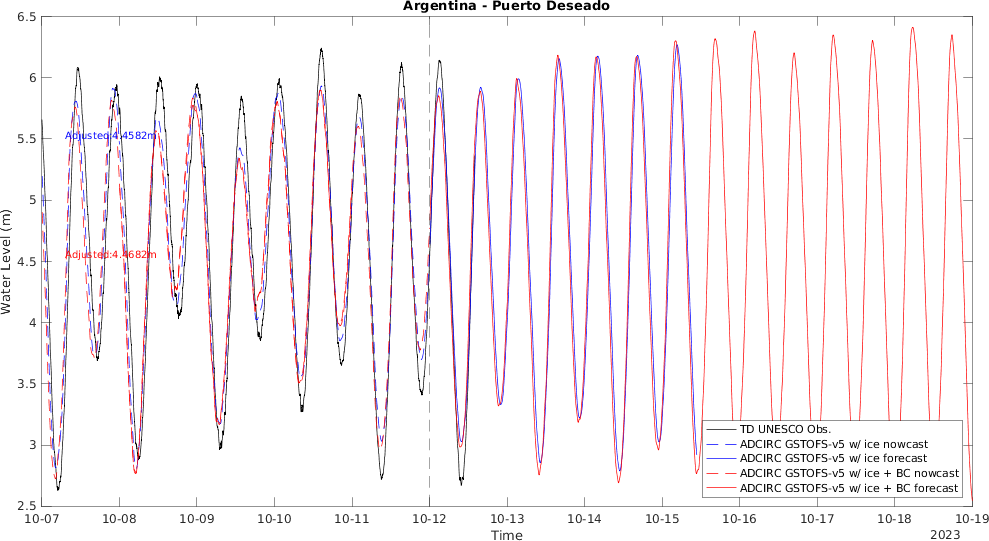 Argentina - Puerto Deseado
6.5
6
5.5
5
4.5
4
3.5
3
2.5
Water Level (m)
Adjusted:4.4582m
Adjusted:4.4682m
TD UNESCO Obs.
ADCIRC GSTOFS-v5 w/ ice nowcast
ADCIRC GSTOFS-v5 w/ ice forecast
ADCIRC GSTOFS-v5 w/ ice + BC nowcast
ADCIRC GSTOFS-v5 w/ ice + BC forecast
10-07 10-08 10-09 10-10 10-11 10-12 10-13 10-14 10-15 10-16 10-17 10-18 10-19
Time
2023